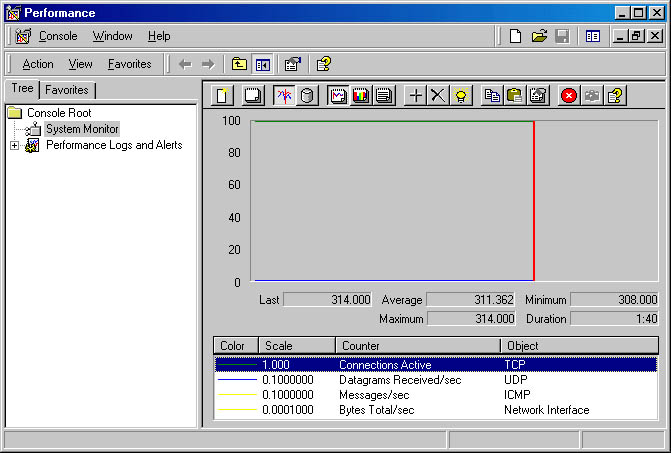 Performance
Console Window Help
Action View Favorites
Tree Favorites
Console Root
System Monitor
Performance Logs and Alerts
100
80
60
40
20
0
Last 314.000 Average 311.362 Minimum 308.000
Maximum 314.000 Duration 1:40
Color Scale Counter Object
1.000 Connections Active TCP
0.1000000 Datagrams Received/sec UDP
0.1000000 Messages/sec ICMP
0.0001000 Bytes Total/sec Network Interface